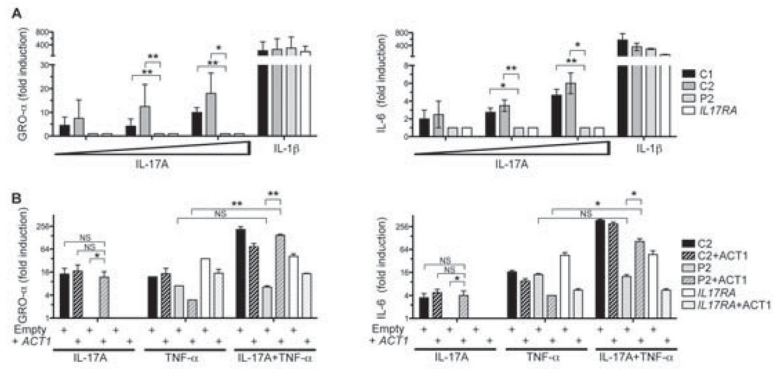 A
GRO-α (fold induction)
800
400
30
20
10
5
0
** *
** **
IL-17A
IL-1β
IL-6 (fold induction)
800
400
8
6
4
2
0
** *
* **
IL-17A
IL-1β
C1
C2
P2
IL17RA
B
GRO-α (fold induction)
256
64
16
4
1
NS
NS
*
**
NS
**
Empty + + + + + + + + +
+ ACT1 + + + + + + + + +
IL-17A TNF-α IL-17A+TNF-α
IL-6 (fold induction)
256
64
16
4
1
NS
NS
*
*
NS
*
Empty + + + + + + + + +
+ ACT1 + + + + + + + + +
IL-17A TNF-α IL-17A+TNF-α
C2
C2+ACT1
P2
P2+ACT1
IL17RA
IL17RA+ACT1